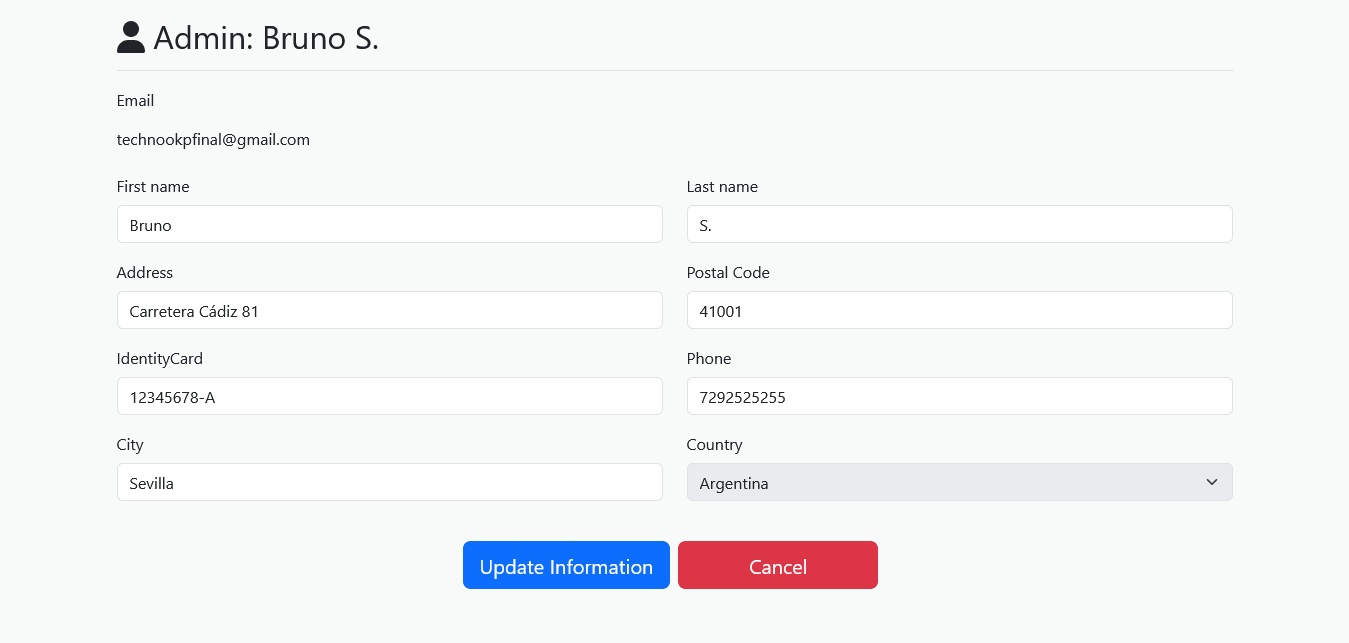 Admin: Bruno S.
Email
technookpfinal@gmail.com
First name
Last name
Bruno
S.
Address
Postal Code
Carretera Cádiz 81
41001
IdentityCard
Phone
12345678-A
7292525255
City
Country
Sevilla
Argentina
Update Information
Cancel